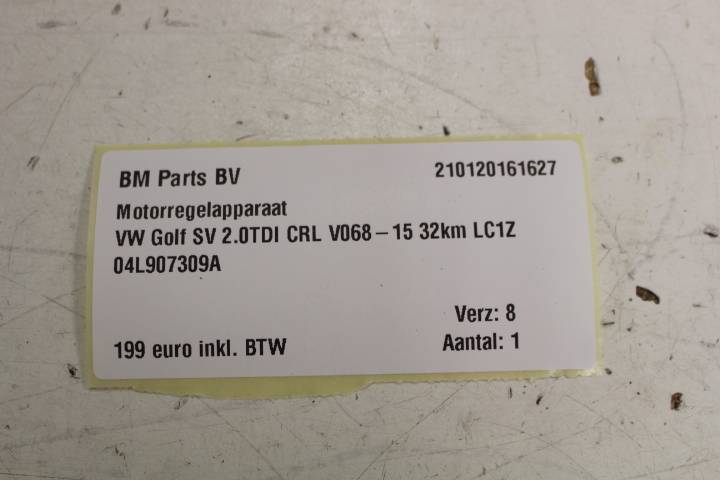 BM Parts BV 210120161627
Motorregelapparaat
VW Golf SV 2.0TDI CRL V068-15 32km LC1Z
04L907309A
Verz: 8
199 euro inkl. BTW Aantal: 1